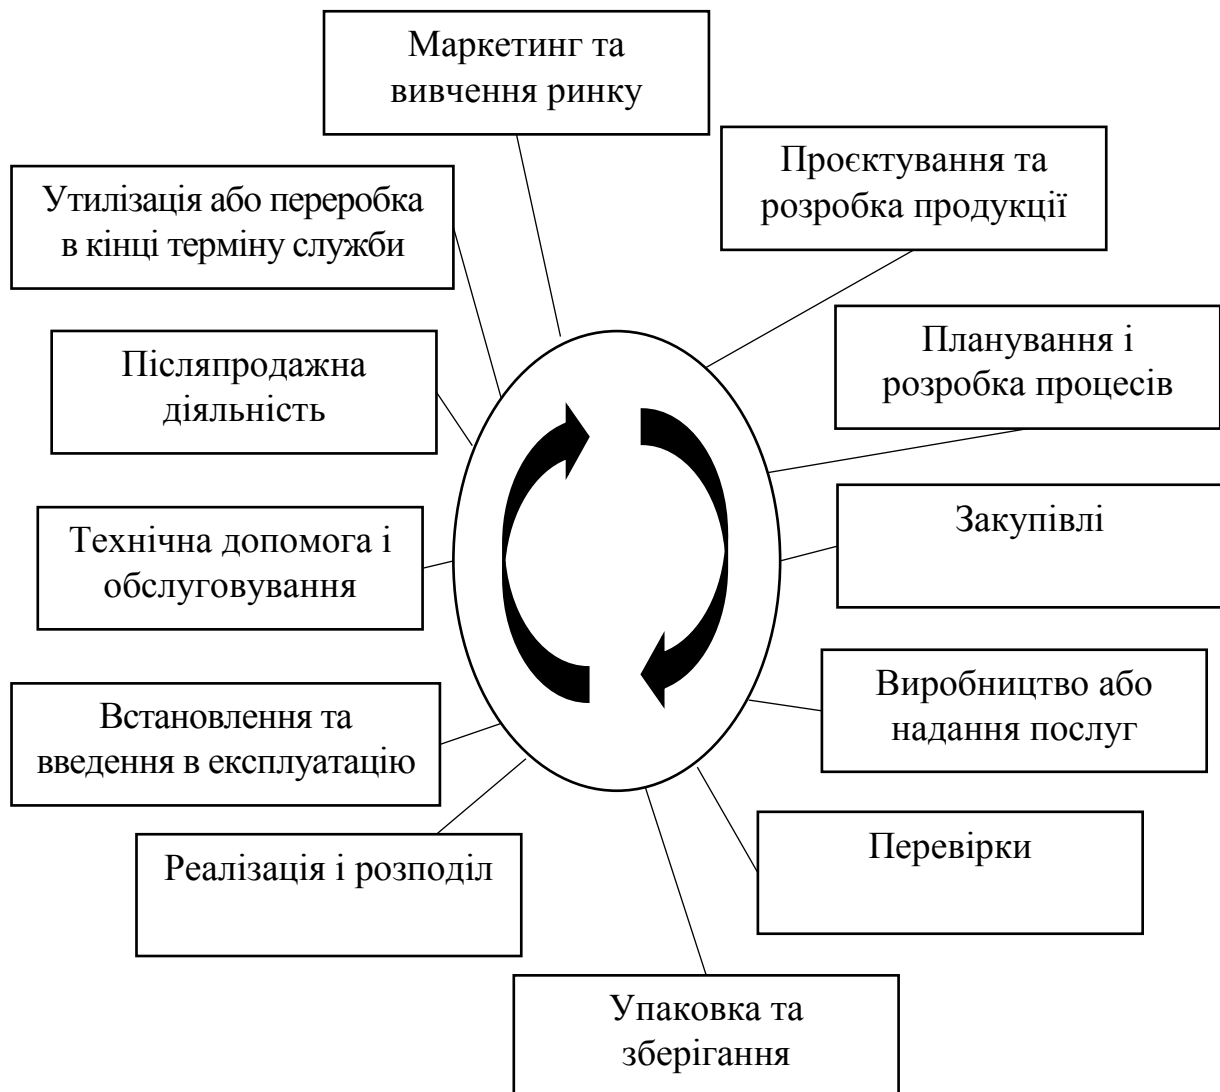 Маркетинг та
вивчення ринку
Проєктування та
розробка продукції
Планування і
розробка процесів
Закупівлі
Виробництво або
надання послуг
Перевірки
Упаковка та
зберігання
Реалізація і розподіл
Встановлення та
введення в експлуатацію
Технічна допомога і
обслуговування
Післяпродажна
діяльність
Утилізація або переробка
в кінці терміну служби